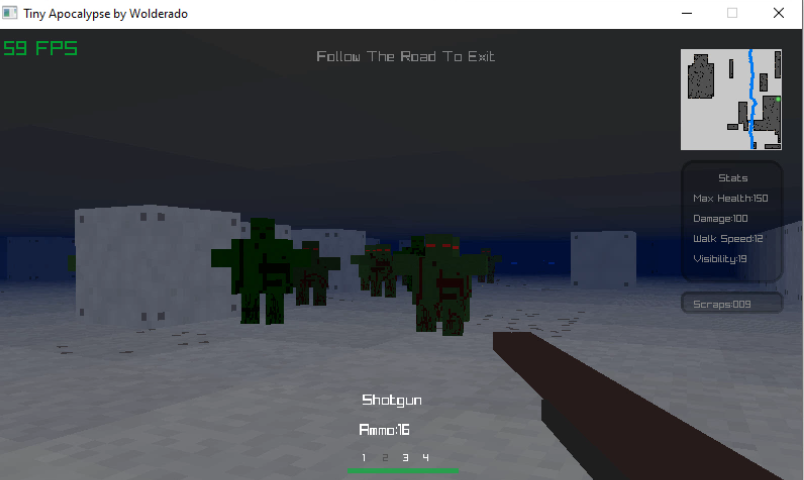 Tiny Apocalypse by Wolderado
59 FPS
Follow The Road To Exit
Stats
Max Health:150
Damage:100
Walk Speed:12
Visibility:19
Scraps:009
Shotgun
Ammo:16
1 2 3 4